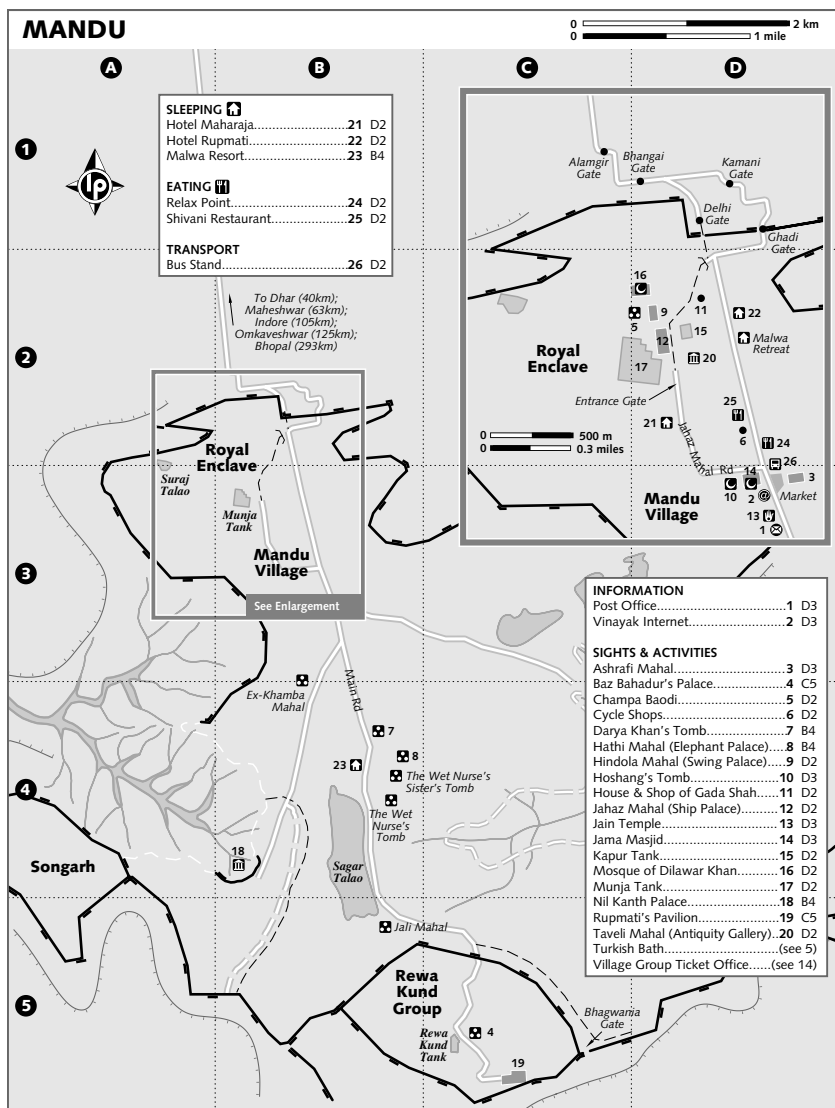 MANDU
0 2 km
0 1 mile
A
B
C
D
1
2
3
4
5
lp
SLEEPING
Hotel Maharaja..........................21 D2
Hotel Rupmati...........................22 D2
Malwa Resort............................23 B4
EATING
Relax Point................................24 D2
Shivani Restaurant.....................25 D2
TRANSPORT
Bus Stand..................................26 D2
To Dhar (40km);
Maheshwar (63km);
Indore (105km);
Omkaveshwar (125km);
Bhopal (293km)
Alamgir
Gate
Bhangai
Gate
Kamani
Gate
Delhi
Gate
Ghadi
Gate
16
9
5
11
22
12
15
Malwa
Retreat
17
20
Royal
Enclave
Entrance Gate
25
21
6
24
0 500 m
0 0.3 miles
Jahaz Mahal Rd
26
14
3
10
2
@
Market
Mandu
Village
13
1
Royal
Enclave
Suraj
Talao
Munja
Tank
Mandu
Village
See Enlargement
INFORMATION
Post Office................................1 D3
Vinayak Internet.........................2 D3
SIGHTS & ACTIVITIES
Ashrafi Mahal.............................3 D3
Baz Bahadur's Palace..................4 C5
Champa Baodi............................5 D2
Cycle Shops...............................6 D2
Darya Khan's Tomb.....................7 B4
Hathi Mahal (Elephant Palace)....8 B4
Hindola Mahal (Swing Palace).....9 D2
Hoshang's Tomb.......................10 D3
House & Shop of Gada Shah......11 D2
Jahaz Mahal (Ship Palace).........12 D2
Jain Temple..............................13 D3
Jama Masjid.............................14 D3
Kapur Tank..............................15 D2
Mosque of Dilawar Khan...........16 D2
Munja Tank..............................17 D2
Nil Kanth Palace.......................18 B4
Rupmati's Pavilion....................19 C5
Taveli Mahal (Antiquity Gallery)..20 D2
Turkish Bath.........................(see 5)
Village Group Ticket Office.....(see 14)
Ex-Khamba
Mahal
Main Rd
7
8
23
The Wet Nurse's
Sister's Tomb
The Wet
Nurse's
Tomb
18
Songarh
Sagar
Talao
Jali Mahal
Rewa
Kund
Group
Bhagwania
Gate
Rewa
Kund
Tank
4
19